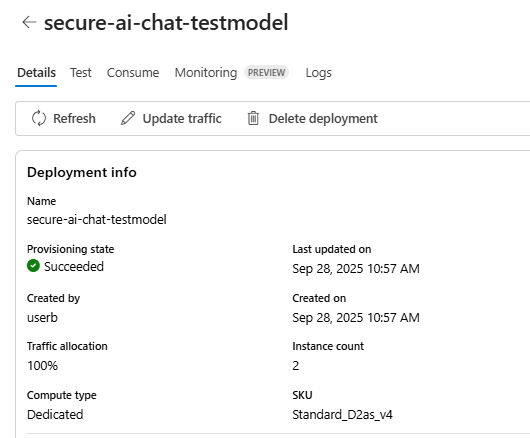 secure-ai-chat-testmodel
Details Test Consume Monitoring PREVIEW Logs
Refresh Update traffic Delete deployment
Deployment info
Name
secure-ai-chat-testmodel
Provisioning state Last updated on
Succeeded Sep 28, 2025 10:57 AM
Created by Created on
userb Sep 28, 2025 10:57 AM
Traffic allocation Instance count
100% 2
Compute type SKU
Dedicated Standard_D2as_v4